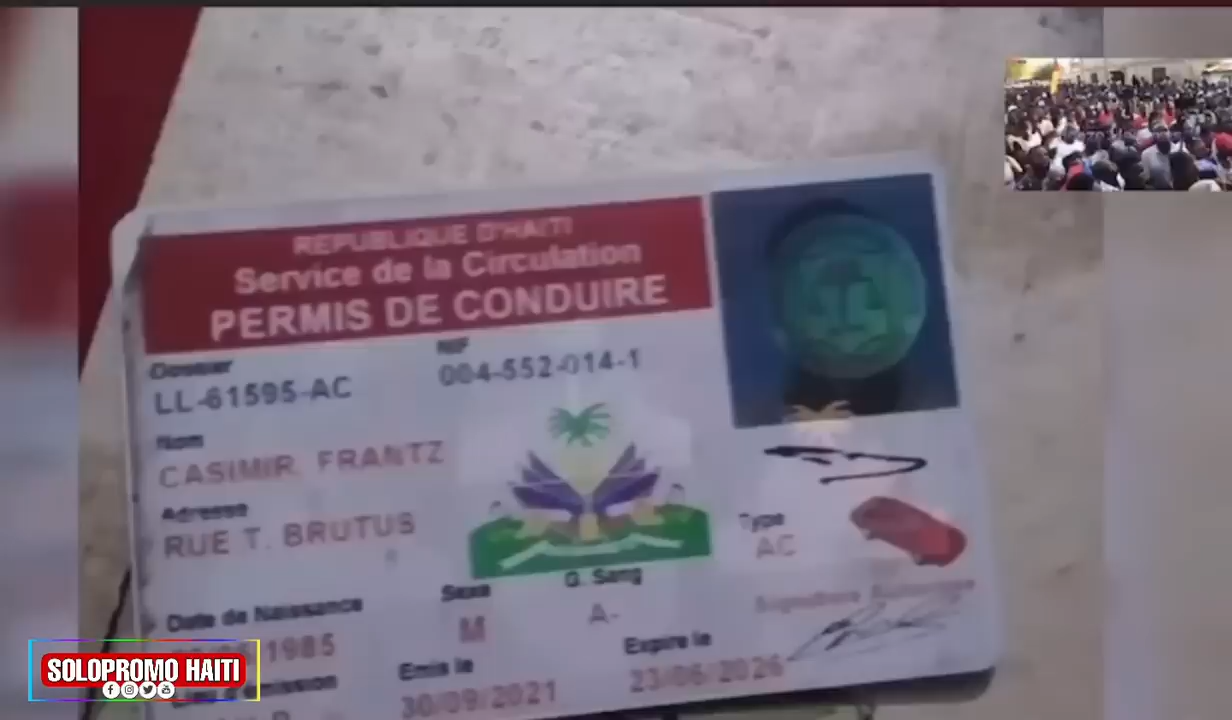 REPUBLIQUE D'HAITI
Service de la Circulation
PERMIS DE CONDUIRE
Dossier
NIF
LL-61595-AC
004-552-014-1
Nom
CASIMIR, FRANTZ
Adresse
RUE T. BRUTUS
Type
AC
Date de Naissance
Sexe
G. Sang
1985
M
A-
Emis le
Expire le
30/09/2021
23/06/2026
SOLOPROMO HAITI